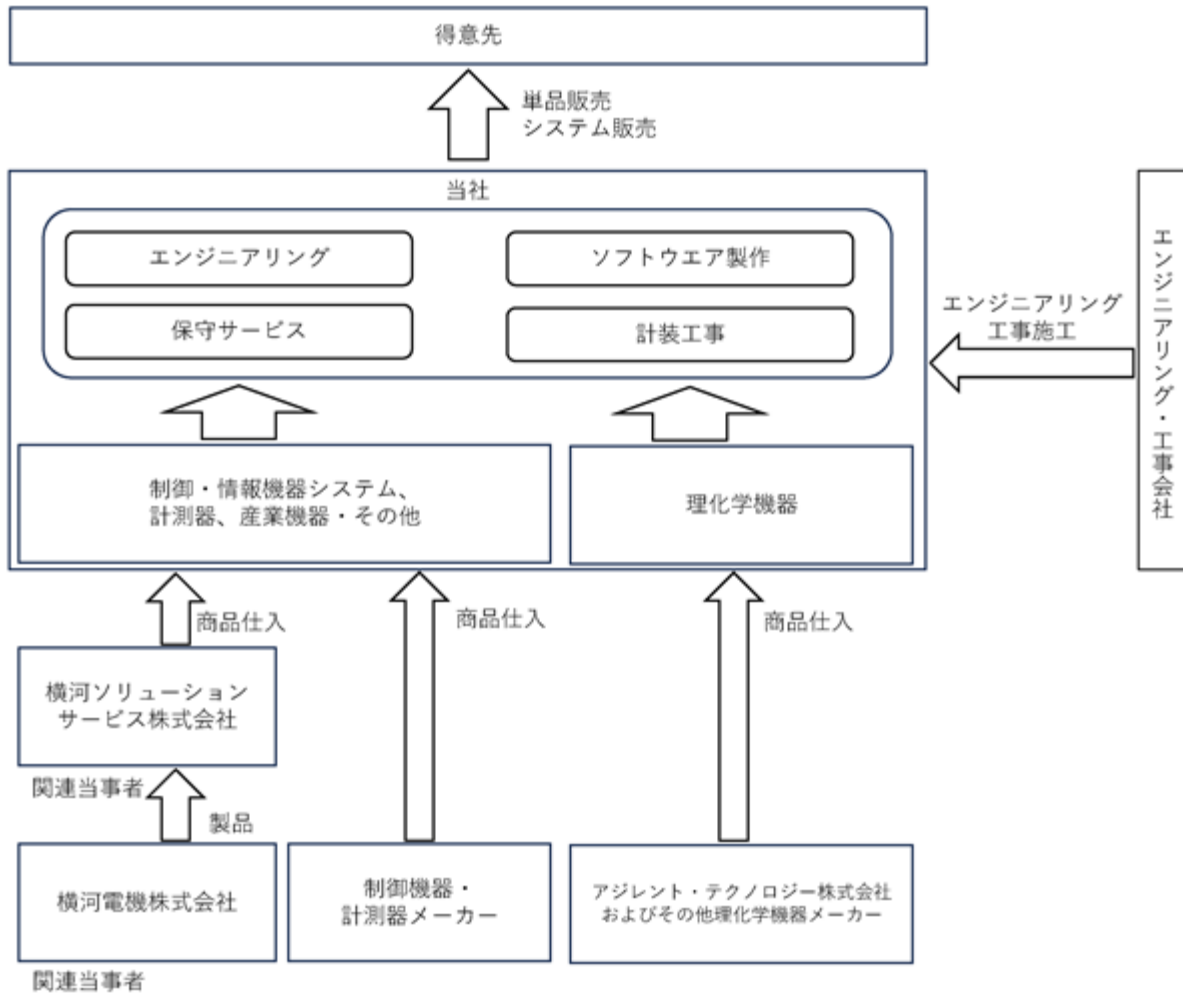 得意先
単品販売
システム販売
当社
エンジニアリング
ソフトウエア製作
保守サービス
計装工事
エンジニアリング
工事施工
エンジニアリング・工事会社
制御・情報機器システム、
計測器、産業機器・その他
理化学機器
商品仕入
商品仕入
商品仕入
横河ソリューション
サービス株式会社
関連当事者
製品
横河電機株式会社
制御機器・
計測器メーカー
アジレント・テクノロジー株式会社
およびその他理化学機器メーカー
関連当事者